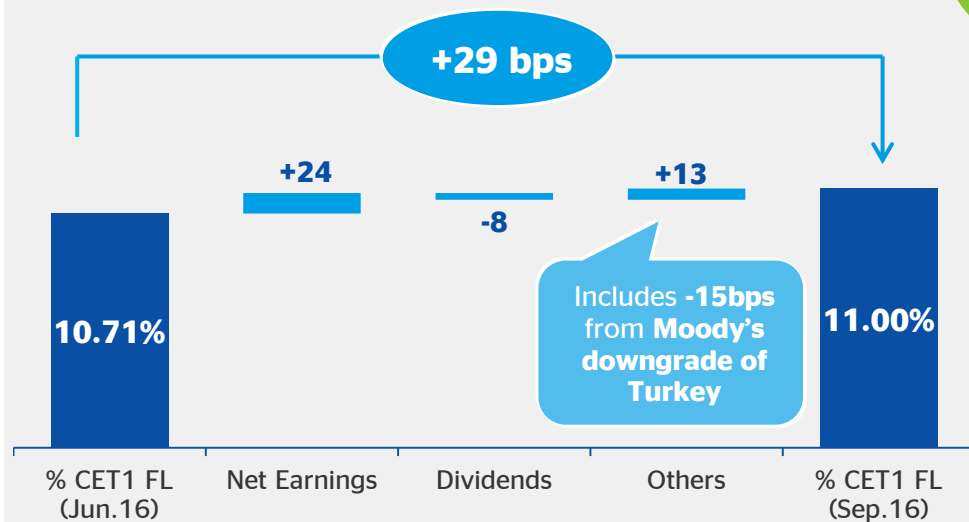 +29 bps
+24
-8
+13
10.71%
Includes -15bps
from Moody's
downgrade of
Turkey
11.00%
% CET1 FL
(Jun.16)
Net Earnings
Dividends
Others
% CET1 FL
(Sep.16)